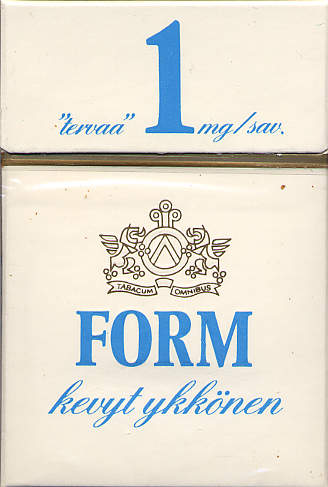 "tervaa" 1 mg/sav.
TABACUM OMNIBUS
FORM
kevyt ykkönen